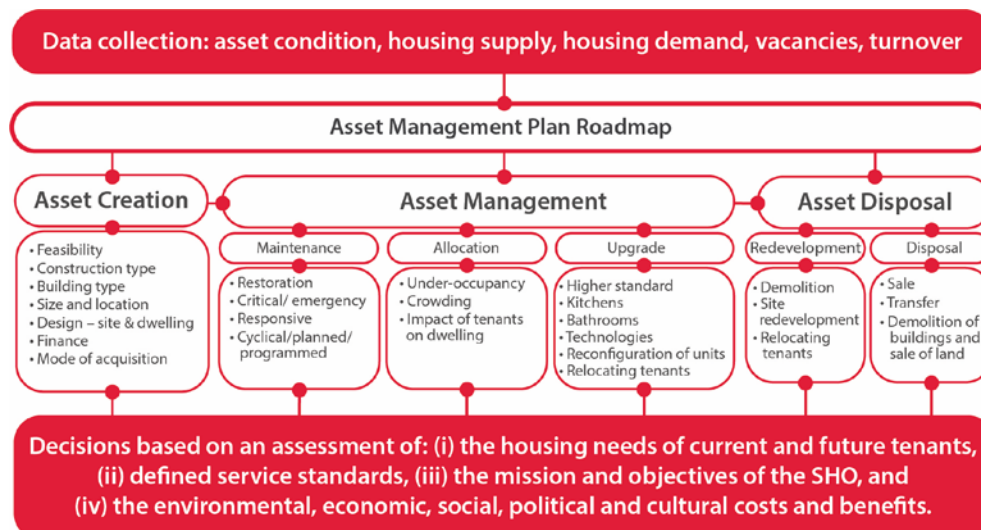 Data collection: asset condition, housing supply, housing demand, vacancies, turnover
Asset Management Plan Roadmap
Asset Creation
• Feasibility
• Construction type
• Building type
• Size and location
• Design – site & dwelling
• Finance
• Mode of acquisition
Asset Management
Maintenance
• Restoration
• Critical/ emergency
• Responsive
• Cyclical/planned/
programmed
Allocation
• Under-occupancy
• Crowding
• Impact of tenants
on dwelling
Upgrade
• Higher standard
• Kitchens
• Bathrooms
• Technologies
• Reconfiguration of units
• Relocating tenants
Asset Disposal
Redevelopment
• Demolition
• Site
redevelopment
• Relocating
tenants
Disposal
• Sale
• Transfer
• Demolition of
buildings and
sale of land
Decisions based on an assessment of: (i) the housing needs of current and future tenants,
(ii) defined service standards, (iii) the mission and objectives of the SHO, and
(iv) the environmental, economic, social, political and cultural costs and benefits.